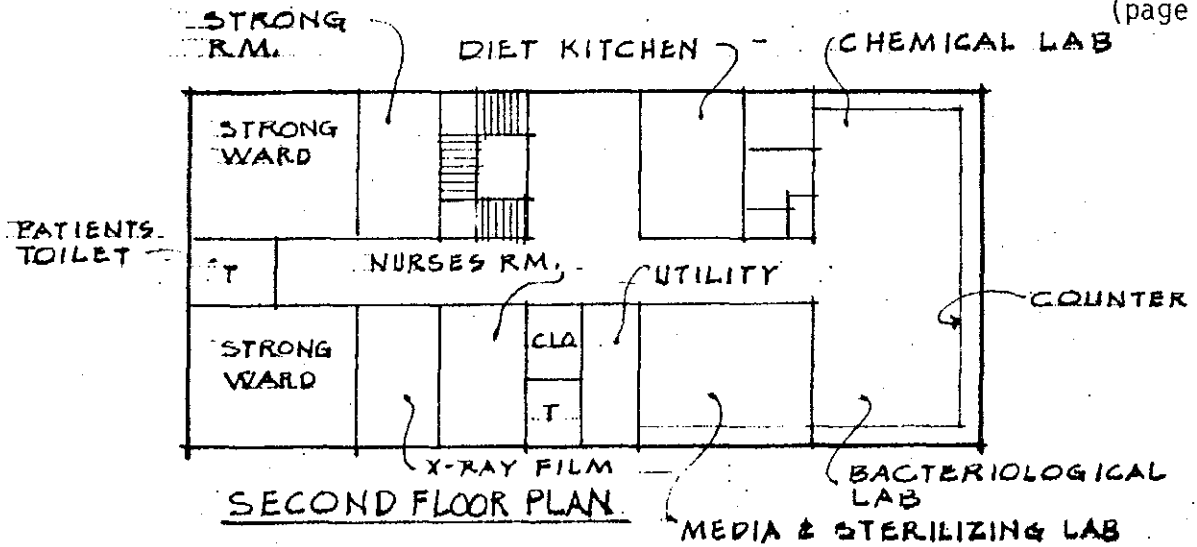 (page
STRONG
RM.
DIET KITCHEN
CHEMICAL LAB
STRONG
WARD
PATIENTS
TOILET
T
NURSES RM.
UTILITY
COUNTER
STRONG
WARD
CLO
T
X-RAY FILM
BACTERIOLOGICAL
LAB
SECOND FLOOR PLAN
MEDIA & STERILIZING LAB